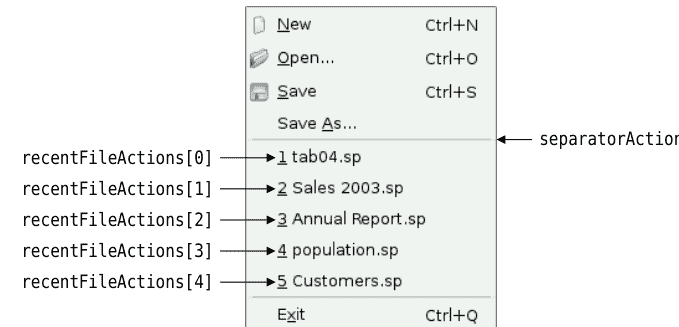 New Ctrl+N
Open... Ctrl+O
Save Ctrl+S
Save As...
separatorAction
recentFileActions[0] 1 tab04.sp
recentFileActions[1] 2 Sales 2003.sp
recentFileActions[2] 3 Annual Report.sp
recentFileActions[3] 4 population.sp
recentFileActions[4] 5 Customers.sp
Exit Ctrl+Q